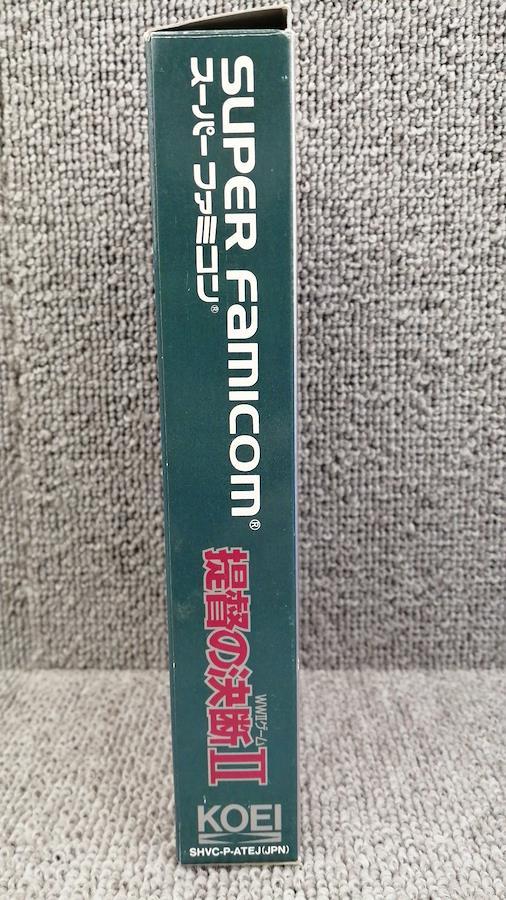 SUPER FAMICOM®
スーパーファミコン®
WWIIゲーム
提督の決断II
KOEI
SHVC-P-ATEJ(JPN)